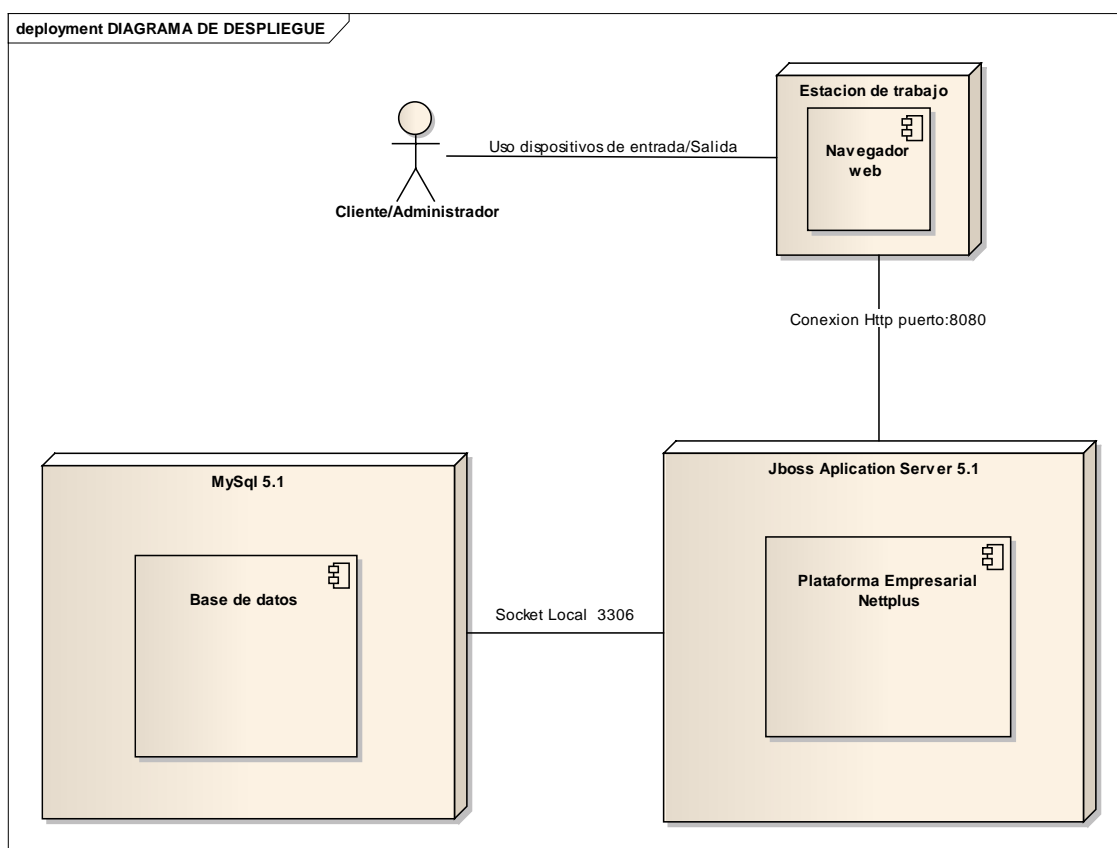 deployment DIAGRAMA DE DESPLIEGUE
Estacion de trabajo
Navegador
web
Uso dispositivos de entrada/Salida
Cliente/Administrador
Conexion Http puerto:8080
MySql 5.1
Jboss Aplication Server 5.1
Base de datos
Plataforma Empresarial
Nettplus
Socket Local 3306